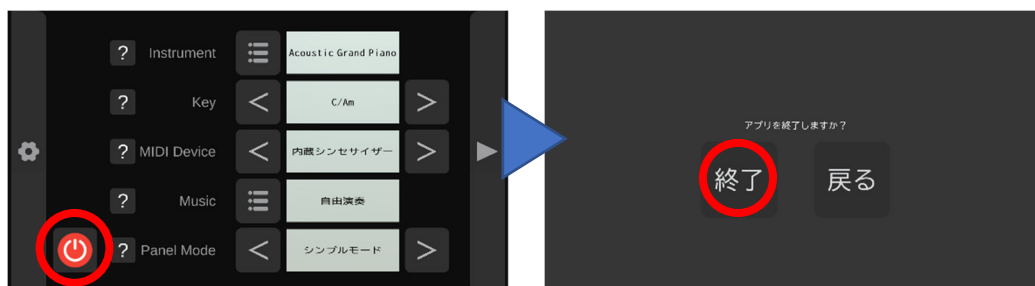 ? Instrument Acoustic Grand Piano
? Key < C/Am >
? MIDI Device < 内蔵シンセサイザー >
? Music 自由演奏
? Panel Mode < シンプルモード >
アプリを終了しますか？
終了 戻る